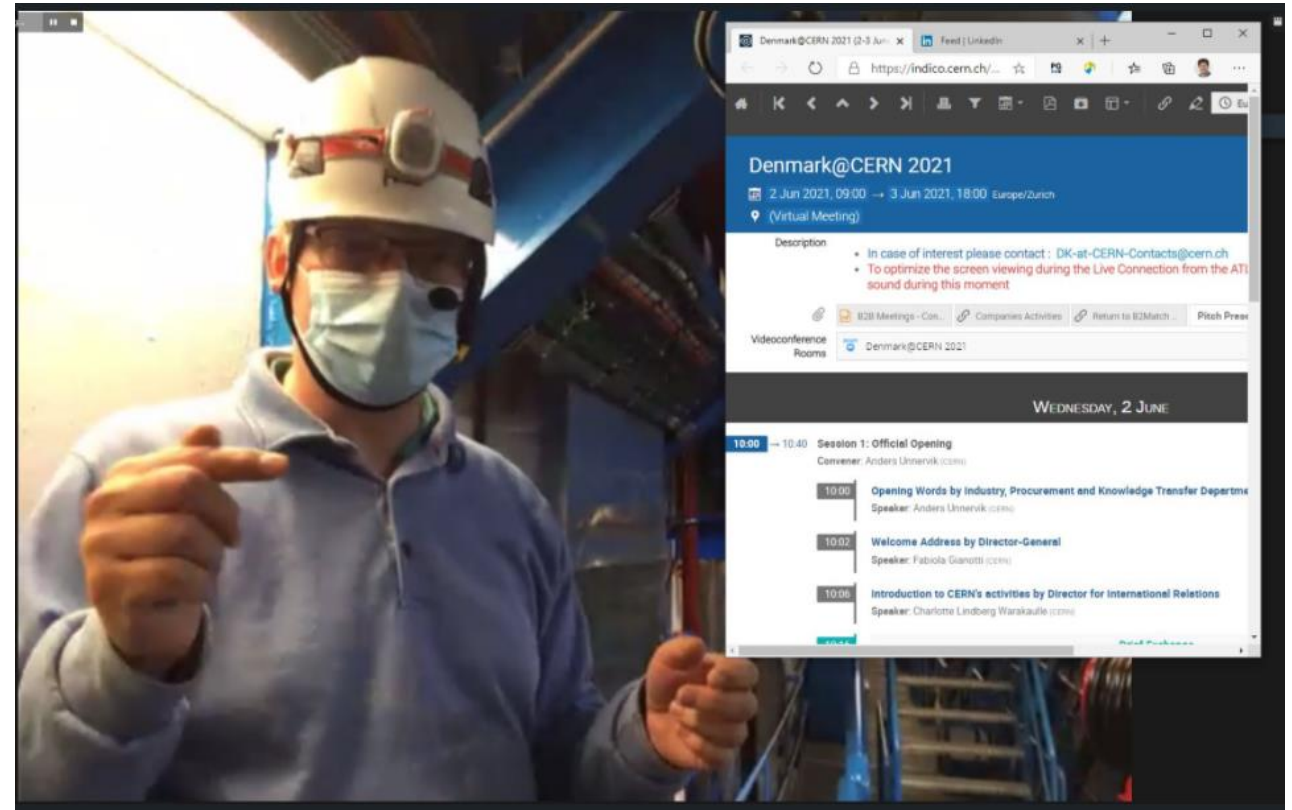 Denmark@CERN 2021 (2-3 Jun
Feed | LinkedIn
https://indico.cern.ch/...
Eu
Denmark@CERN 2021
2 Jun 2021, 09:00 → 3 Jun 2021, 18:00 Europe/Zurich
(Virtual Meeting)
Description
In case of interest please contact : DK-at-CERN-Contacts@cern.ch
To optimize the screen viewing during the Live Connection from the ATL
sound during this moment
B2B Meetings - Con...
Companies Activities
Return to B2Match ...
Pitch Prese
Videoconference
Rooms
Denmark@CERN 2021
WEDNESDAY, 2 JUNE
10:00 → 10:40 Session 1: Official Opening
Convener: Anders Unnervik (CERN)
10:00 Opening Words by Industry, Procurement and Knowledge Transfer Departme
Speaker: Anders Unnervik (CERN)
10:02 Welcome Address by Director-General
Speaker: Fabiola Gianotti (CERN)
10:06 Introduction to CERN's activities by Director for International Relations
Speaker: Charlotte Lindberg Warakaulle (CERN)